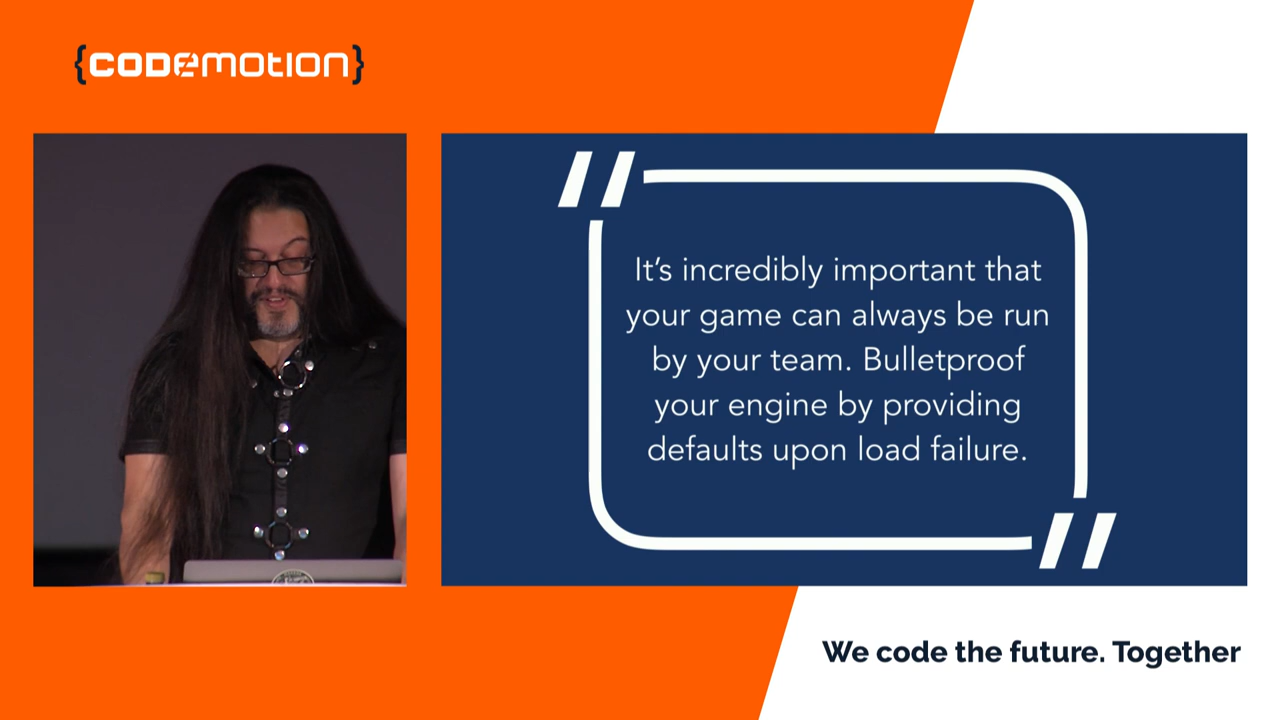 {CODEMOTION}
It's incredibly important that
your game can always be run
by your team. Bulletproof
your engine by providing
defaults upon load failure.
We code the future. Together